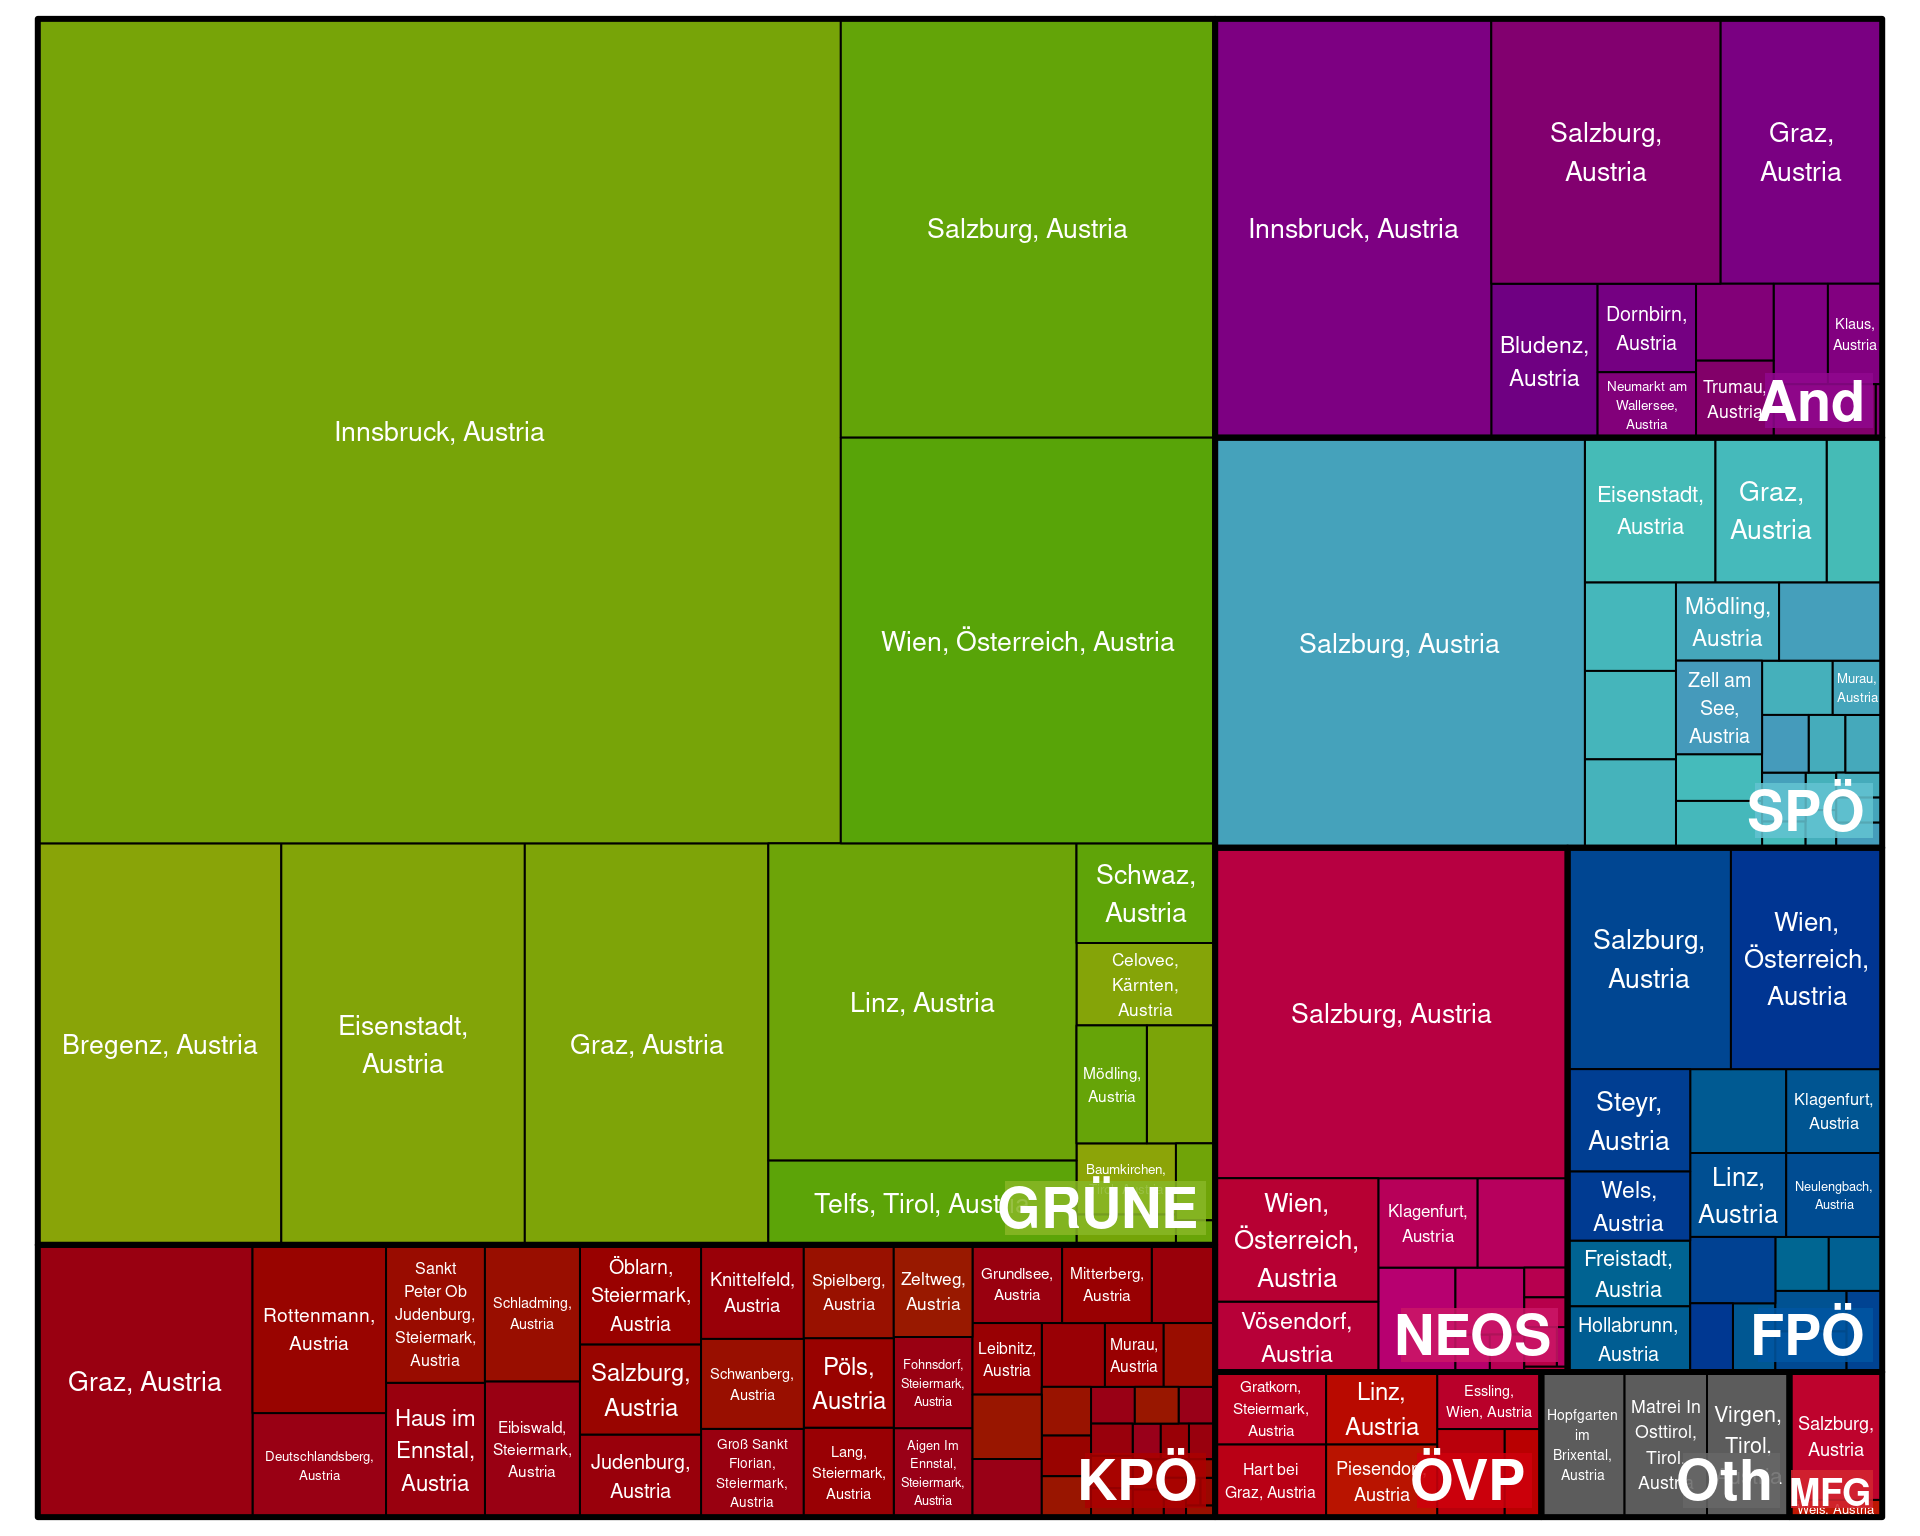 Innsbruck, Austria
Salzburg, Austria
Wien, Österreich, Austria
Bregenz, Austria
Eisenstadt,
Austria
Graz, Austria
Linz, Austria
Telfs, Tirol, Aust
Schwaz,
Austria
Celovec,
Kärnten,
Austria
Mödling,
Austria
Baumkirchen,
GRÜNE
Innsbruck, Austria
Salzburg,
Austria
Graz,
Austria
Bludenz,
Austria
Dornbirn,
Austria
Neumarkt am
Wallersee,
Austria
Trumau,
Austria
Klaus,
Austria
And
Salzburg, Austria
Eisenstadt,
Austria
Graz,
Austria
Mödling,
Austria
Zell am
See,
Austria
Murau,
Austria
SPÖ
Salzburg, Austria
Wien,
Österreich,
Austria
Vösendorf,
Austria
Klagenfurt,
Austria
NEOS
Salzburg,
Austria
Wien,
Österreich,
Austria
Steyr,
Austria
Wels,
Austria
Freistadt,
Austria
Hollabrunn,
Austria
Klagenfurt,
Austria
Linz,
Austria
Neulengbach,
Austria
FPÖ
Graz, Austria
Rottenmann,
Austria
Deutschlandsberg,
Austria
Sankt
Peter Ob
Judenburg,
Steiermark,
Austria
Haus im
Ennstal,
Austria
Schladming,
Austria
Eibiswald,
Steiermark,
Austria
Öblarn,
Steiermark,
Austria
Salzburg,
Austria
Judenburg,
Austria
Knittelfeld,
Austria
Schwanberg,
Austria
Groß Sankt
Florian,
Steiermark,
Austria
Spielberg,
Austria
Pöls,
Austria
Lang,
Steiermark,
Austria
Zeltweg,
Austria
Fohnsdorf,
Steiermark,
Austria
Aigen Im
Ennstal,
Steiermark,
Austria
Grundlsee,
Austria
Mitterberg,
Austria
Leibnitz,
Austria
Murau,
Austria
KPÖ
Gratkorn,
Steiermark,
Austria
Hart bei
Graz, Austria
Linz,
Austria
Piesendor
Austria
Essling,
Wien, Austria
ÖVP
Hopfgarten
im
Brixental,
Austria
Matrei In
Osttirol,
Tirol,
Austr
Virgen,
Tirol,
Oth
Salzburg,
Austria
MFG
Wels, Austria